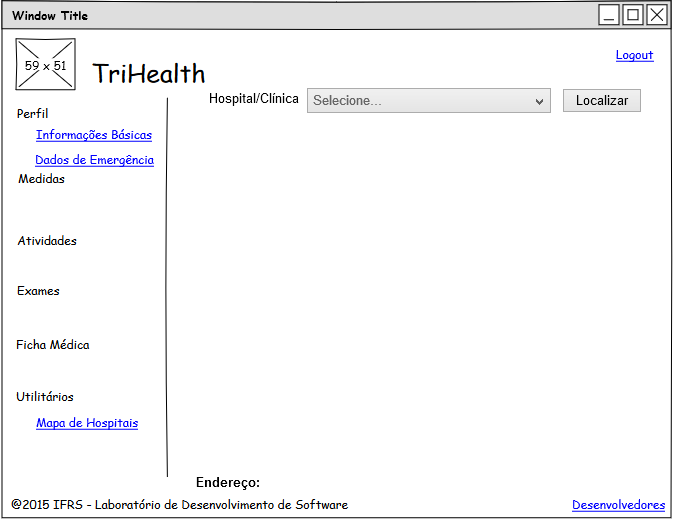 Window Title
59 x 51
TriHealth
Logout
Hospital/Clínica
Selecione...
Localizar
Perfil
Informações Básicas
Dados de Emergência
Medidas
Atividades
Exames
Ficha Médica
Utilitários
Mapa de Hospitais
Endereço:
@2015 IFRS - Laboratório de Desenvolvimento de Software
Desenvolvedores